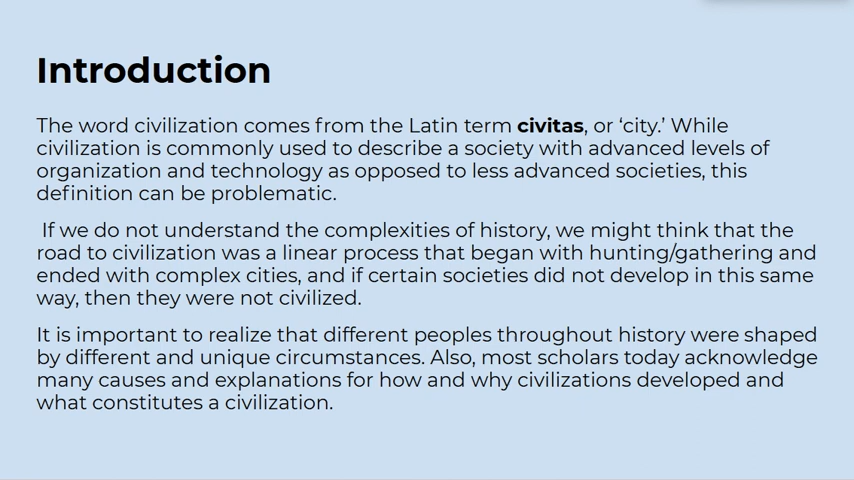 Introduction
The word civilization comes from the Latin term civitas, or ‘city.’ While
civilization is commonly used to describe a society with advanced levels of
organization and technology as opposed to less advanced societies, this
definition can be problematic.
If we do not understand the complexities of history, we might think that the
road to civilization was a linear process that began with hunting/gathering and
ended with complex cities, and if certain societies did not develop in this same
way, then they were not civilized.
It is important to realize that different peoples throughout history were shaped
by different and unique circumstances. Also, most scholars today acknowledge
many causes and explanations for how and why civilizations developed and
what constitutes a civilization.